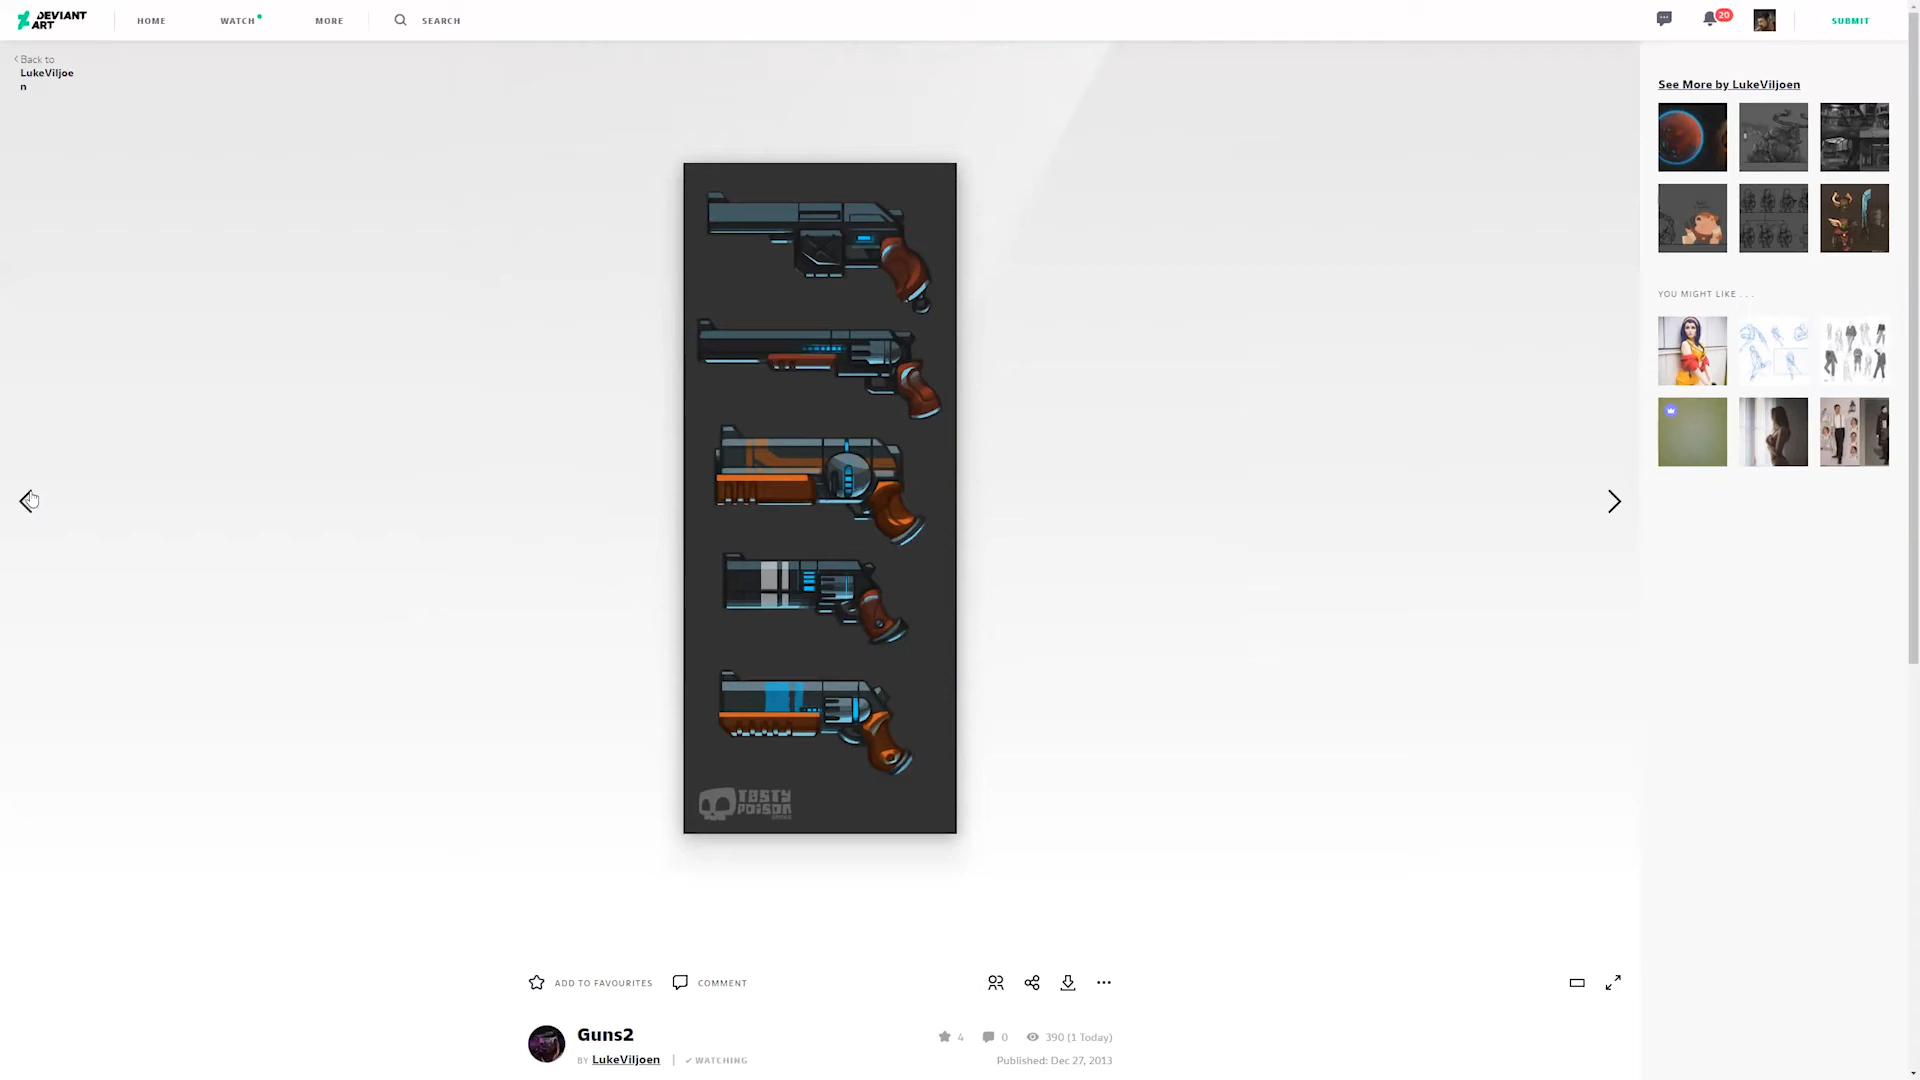 DEVIANT
ART
HOME
WATCH
MORE
SEARCH
20
SUBMIT
Back to
LukeViljoe
n
See More by LukeViljoen
YOU MIGHT LIKE . . .
TASTY
POISON
GAMES
ADD TO FAVOURITES
COMMENT
Guns2
4
0
390 (1 Today)
BY LukeViljoen
WATCHING
Published: Dec 27, 2013